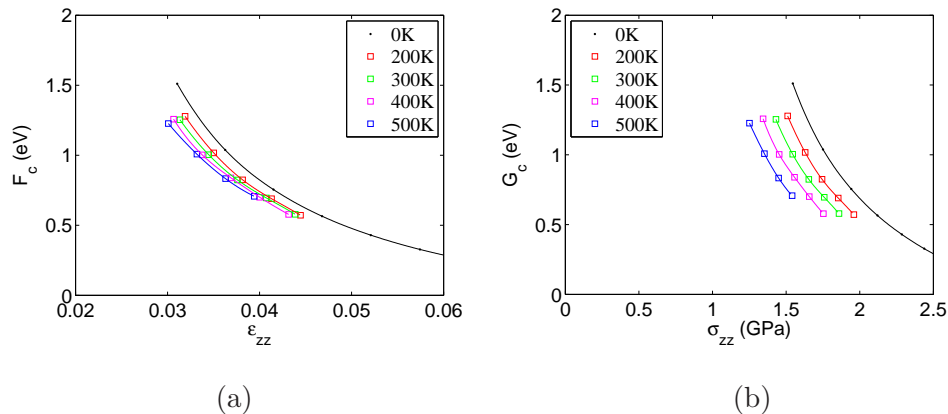 2
1.5
1
0.5
0
F_c (eV)
0.02 0.03 0.04 0.05 0.06
ε_zz
0K
200K
300K
400K
500K
(a)
2
1.5
1
0.5
0
G_c (eV)
0 0 1 1.5 2 2.5
σ_zz (GPa)
0K
200K
300K
400K
500K
(b)